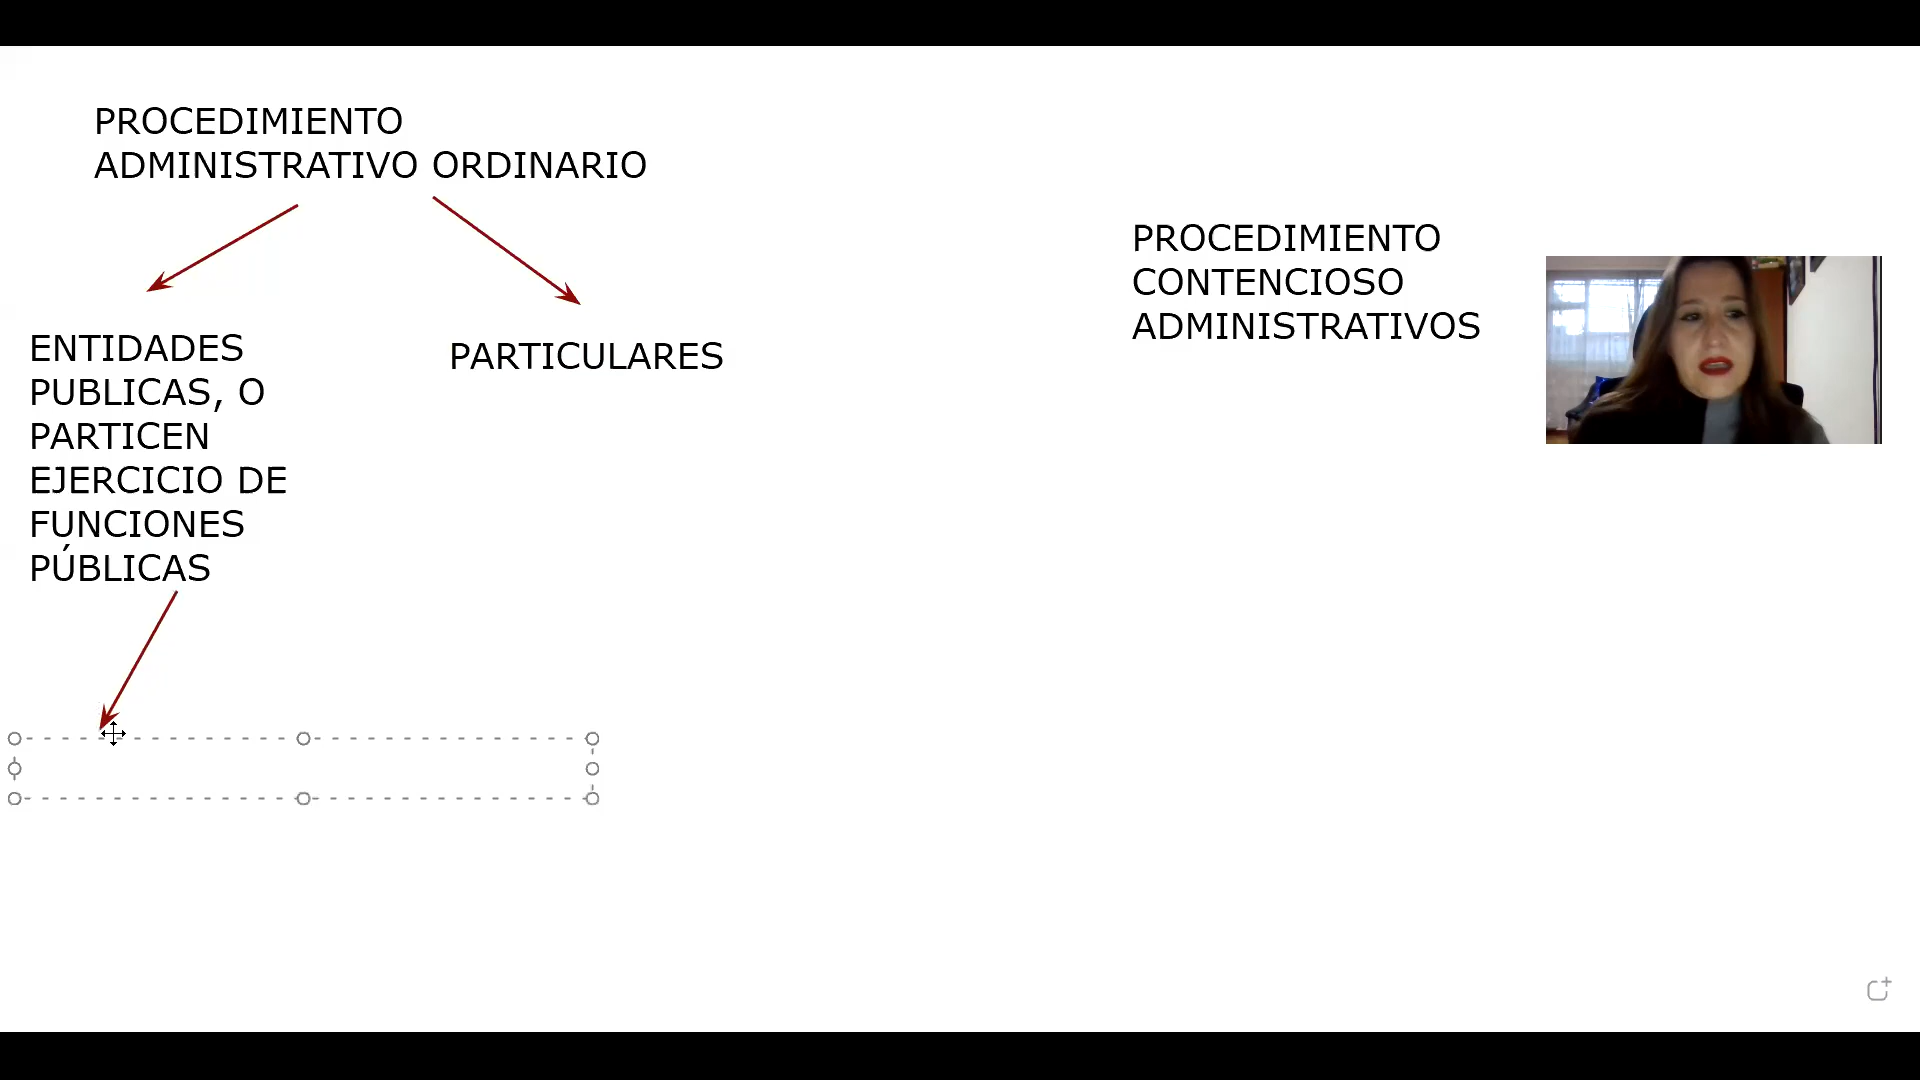 PROCEDIMIENTO
ADMINISTRATIVO ORDINARIO
ENTIDADES
PUBLICAS, O
PARTICEN
EJERCICIO DE
FUNCIONES
PÚBLICAS
PARTICULARES
PROCEDIMIENTO
CONTENCIOSO
ADMINISTRATIVOS